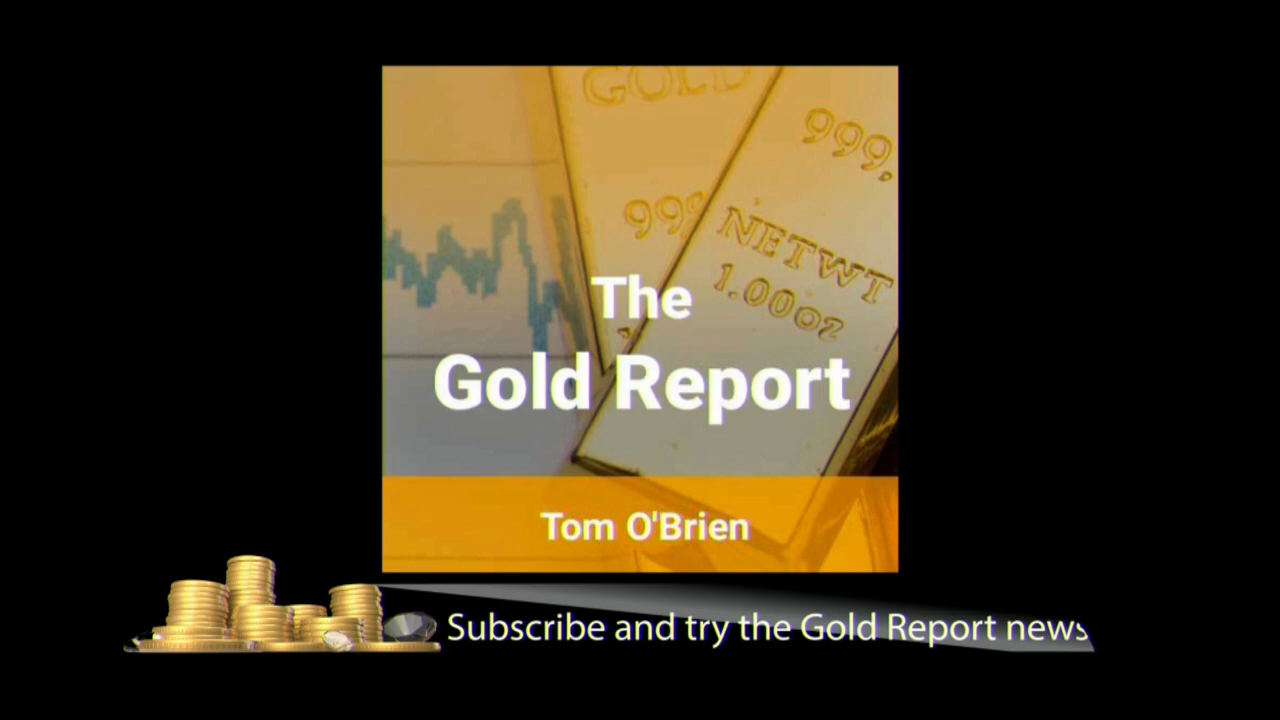 GOLD
999.
999
NETWT
1.00oz
The
Gold Report
Tom O'Brien
Subscribe and try the Gold Report news